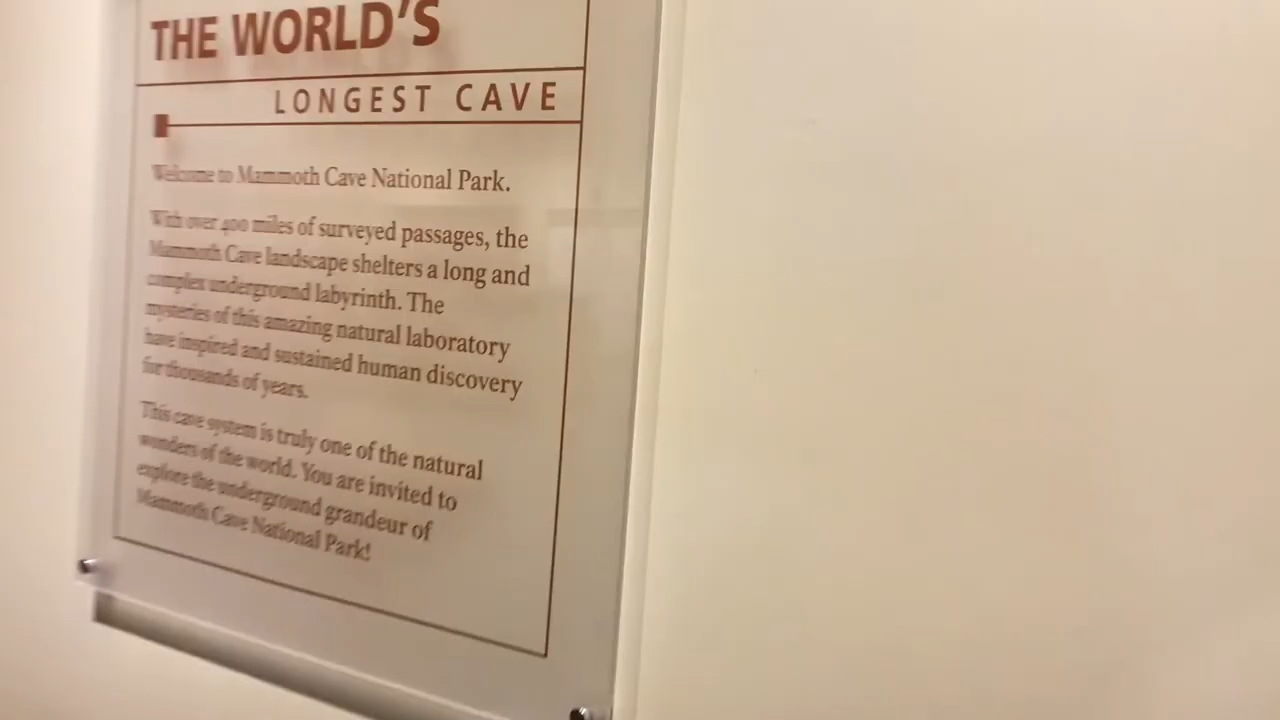 THE WORLD'S
LONGEST CAVE
Welcome to Mammoth Cave National Park.
With over 400 miles of surveyed passages, the
Mammoth Cave landscape shelters a long and
complex underground labyrinth. The
mysteries of this amazing natural laboratory
have inspired and sustained human discovery
for thousands of years.
This cave system is truly one of the natural
wonders of the world. You are invited to
explore the underground grandeur of
Mammoth Cave National Park!